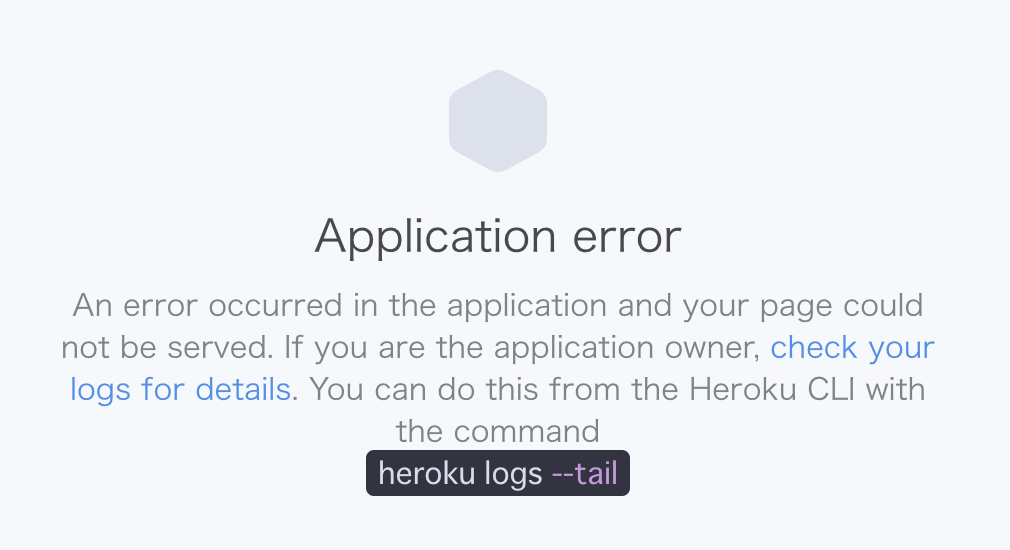 Application error
An error occurred in the application and your page could
not be served. If you are the application owner, check your
logs for details. You can do this from the Heroku CLI with
the command
heroku logs --tail